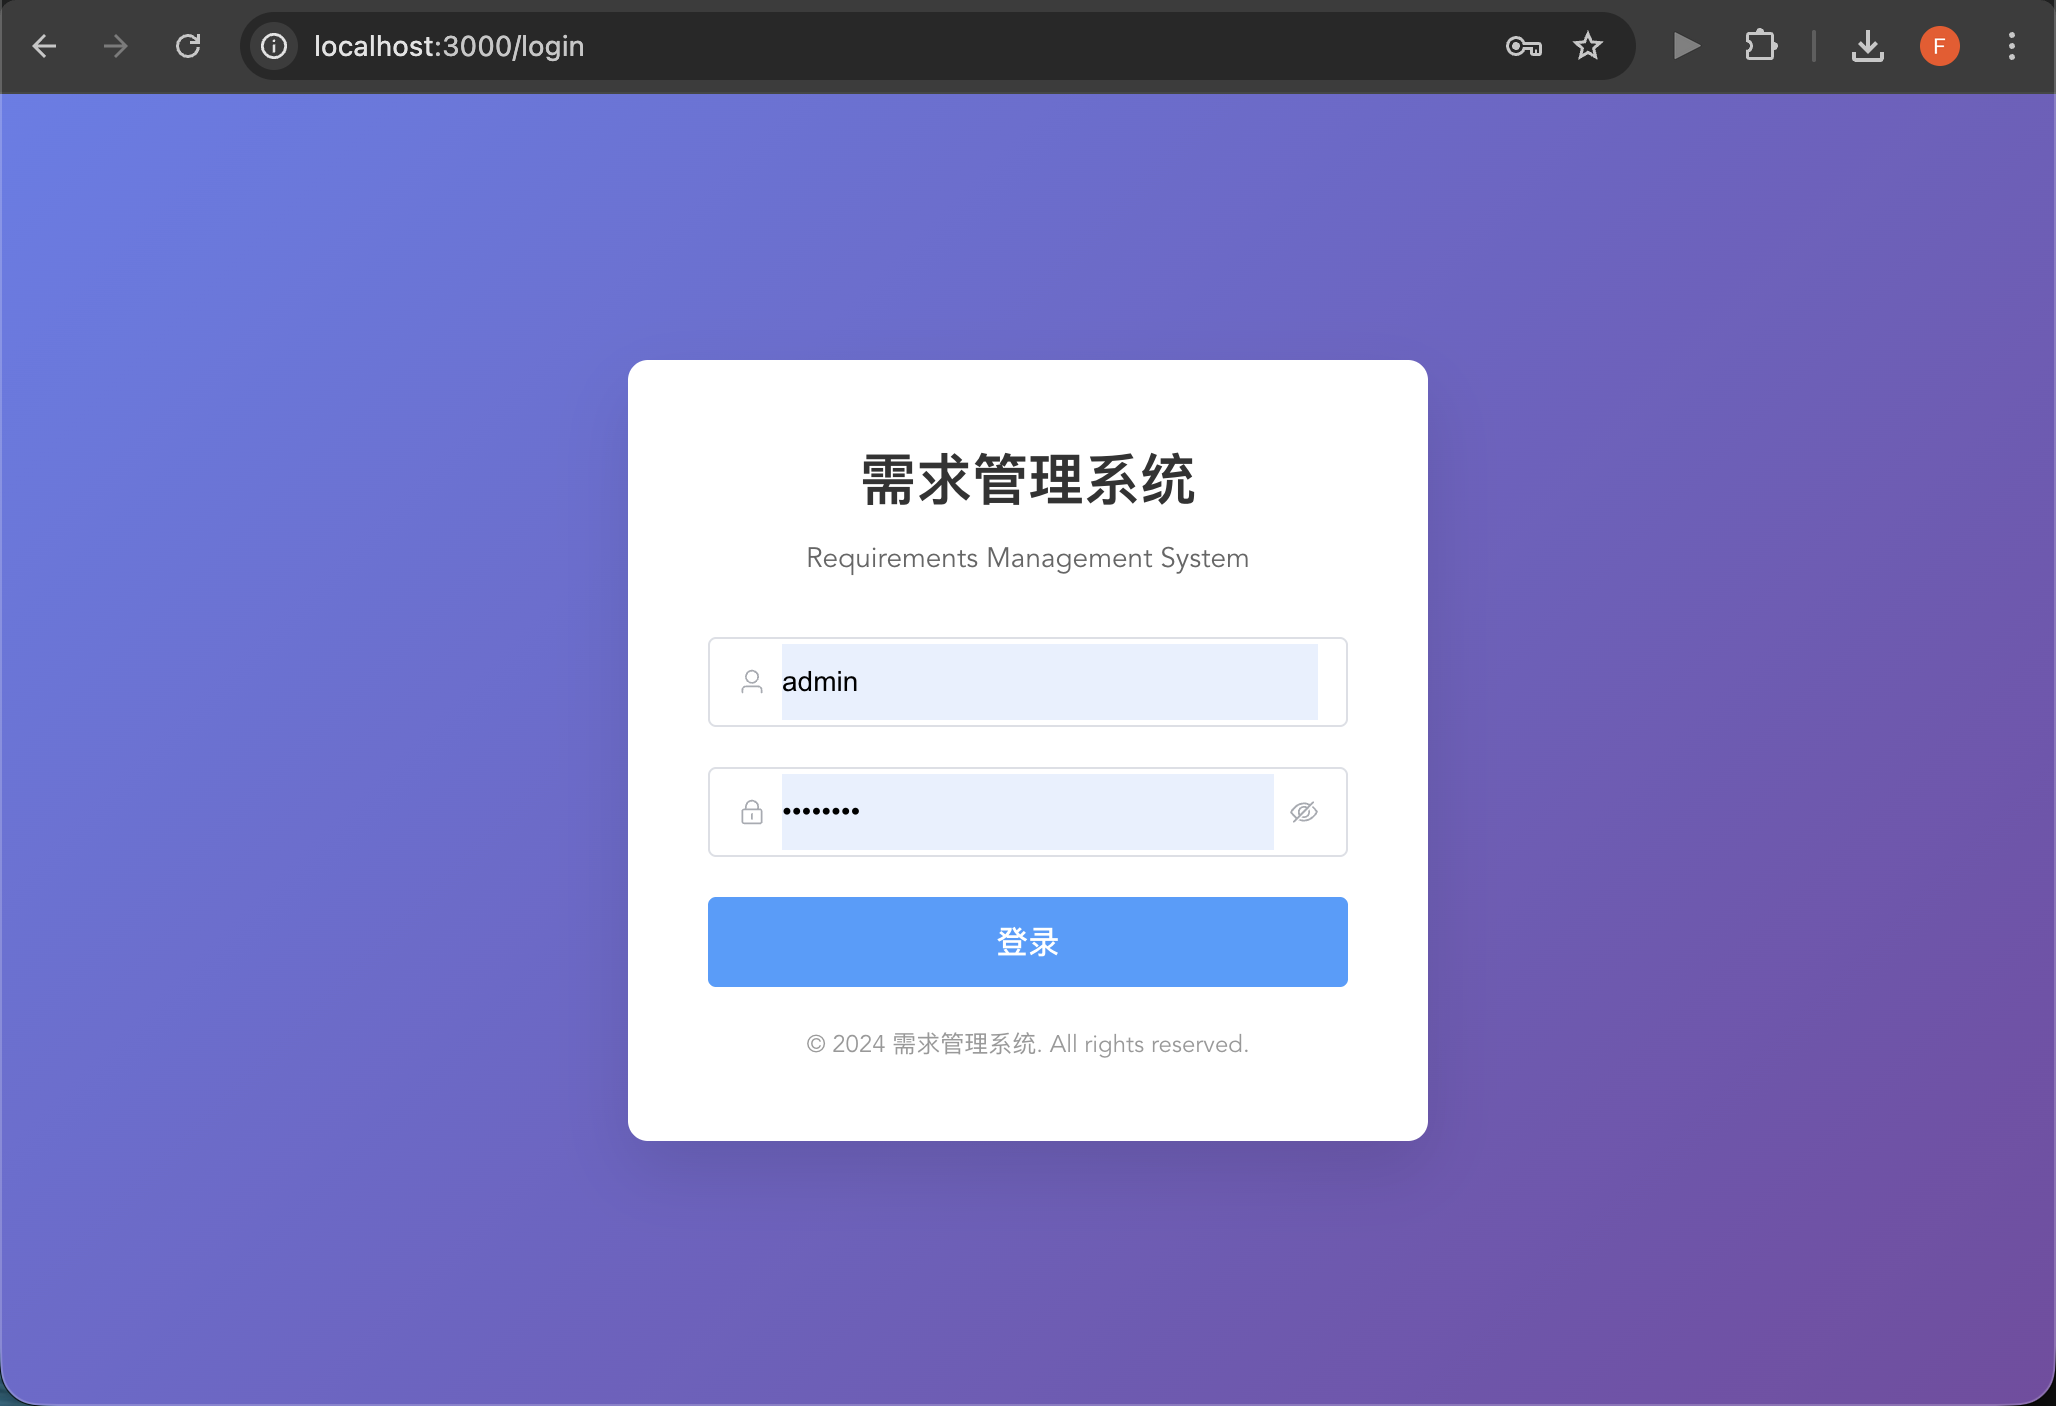 localhost:3000/login
F
需求管理系统
Requirements Management System
admin
••••••••
登录
© 2024 需求管理系统. All rights reserved.